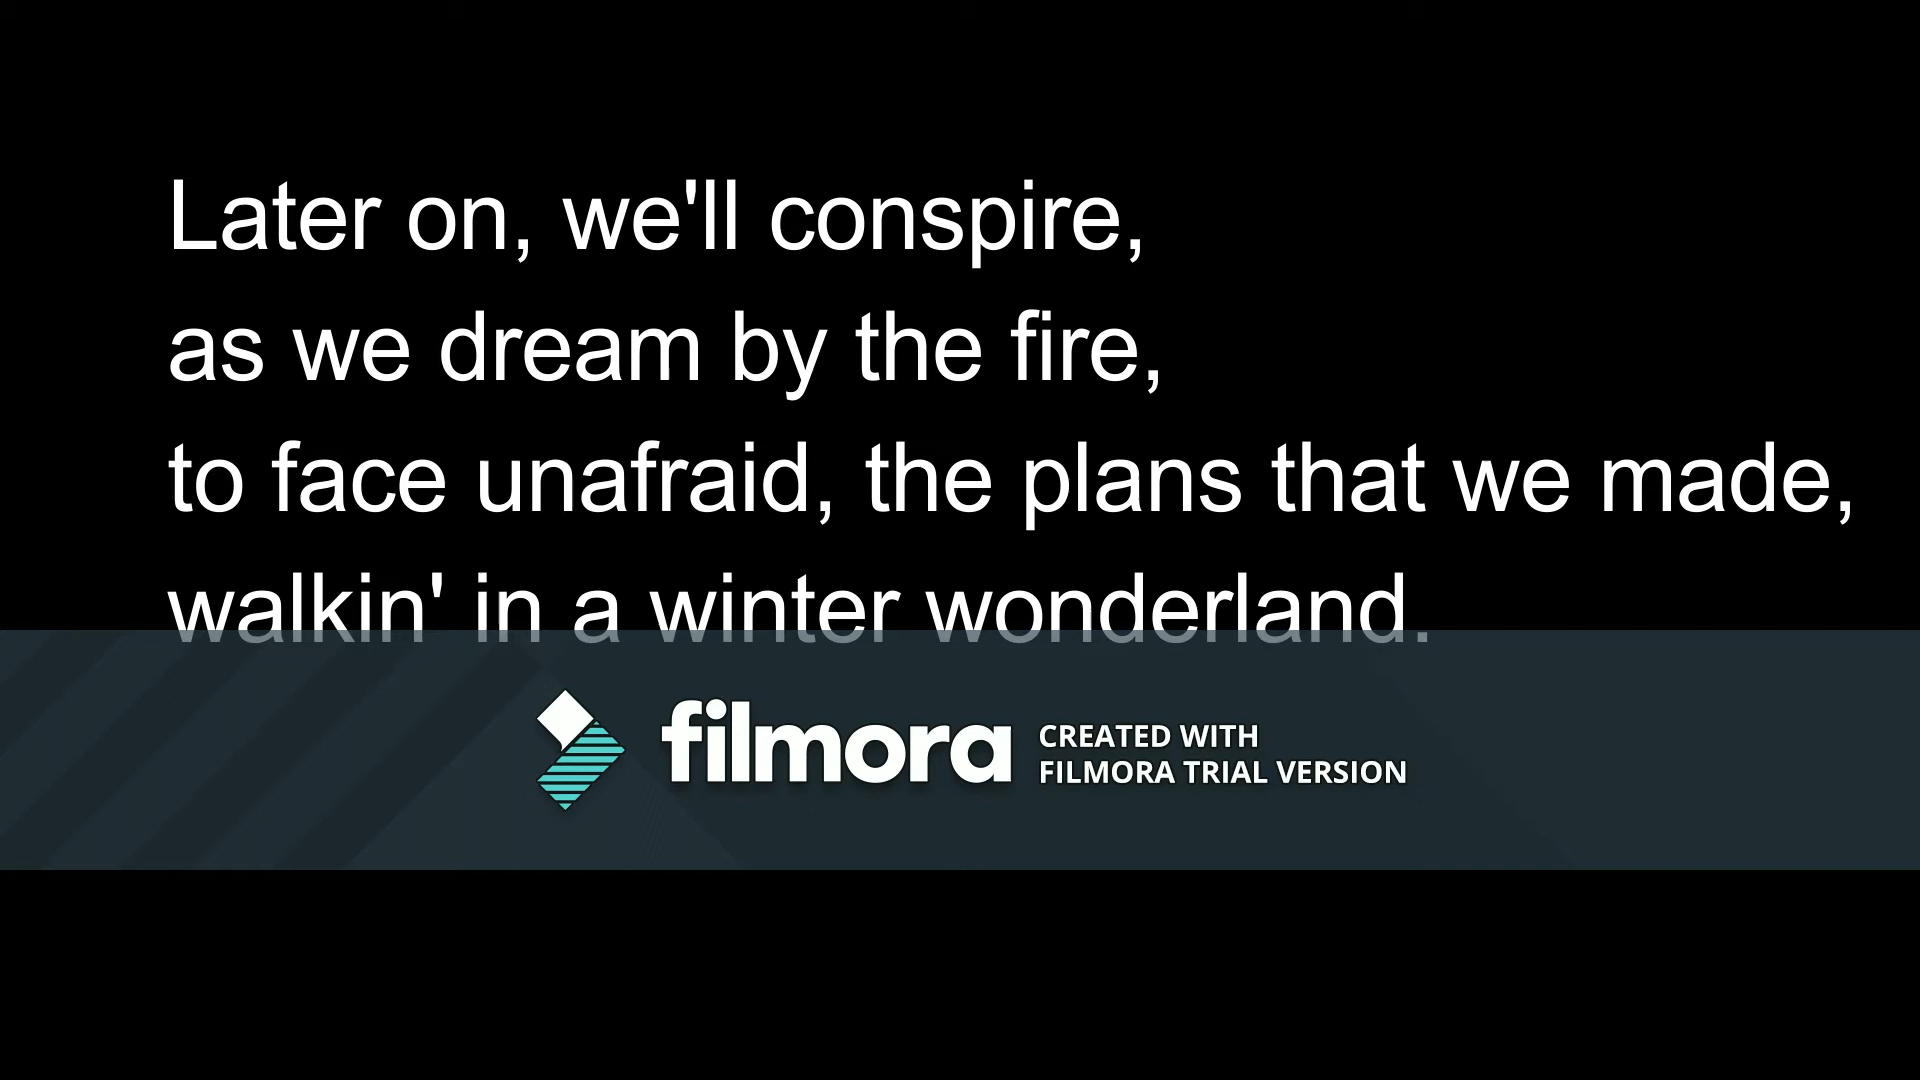 Later on, we'll conspire,
as we dream by the fire,
to face unafraid, the plans that we made,
walkin' in a winter wonderland.
filmora
CREATED WITH
FILMORA TRIAL VERSION